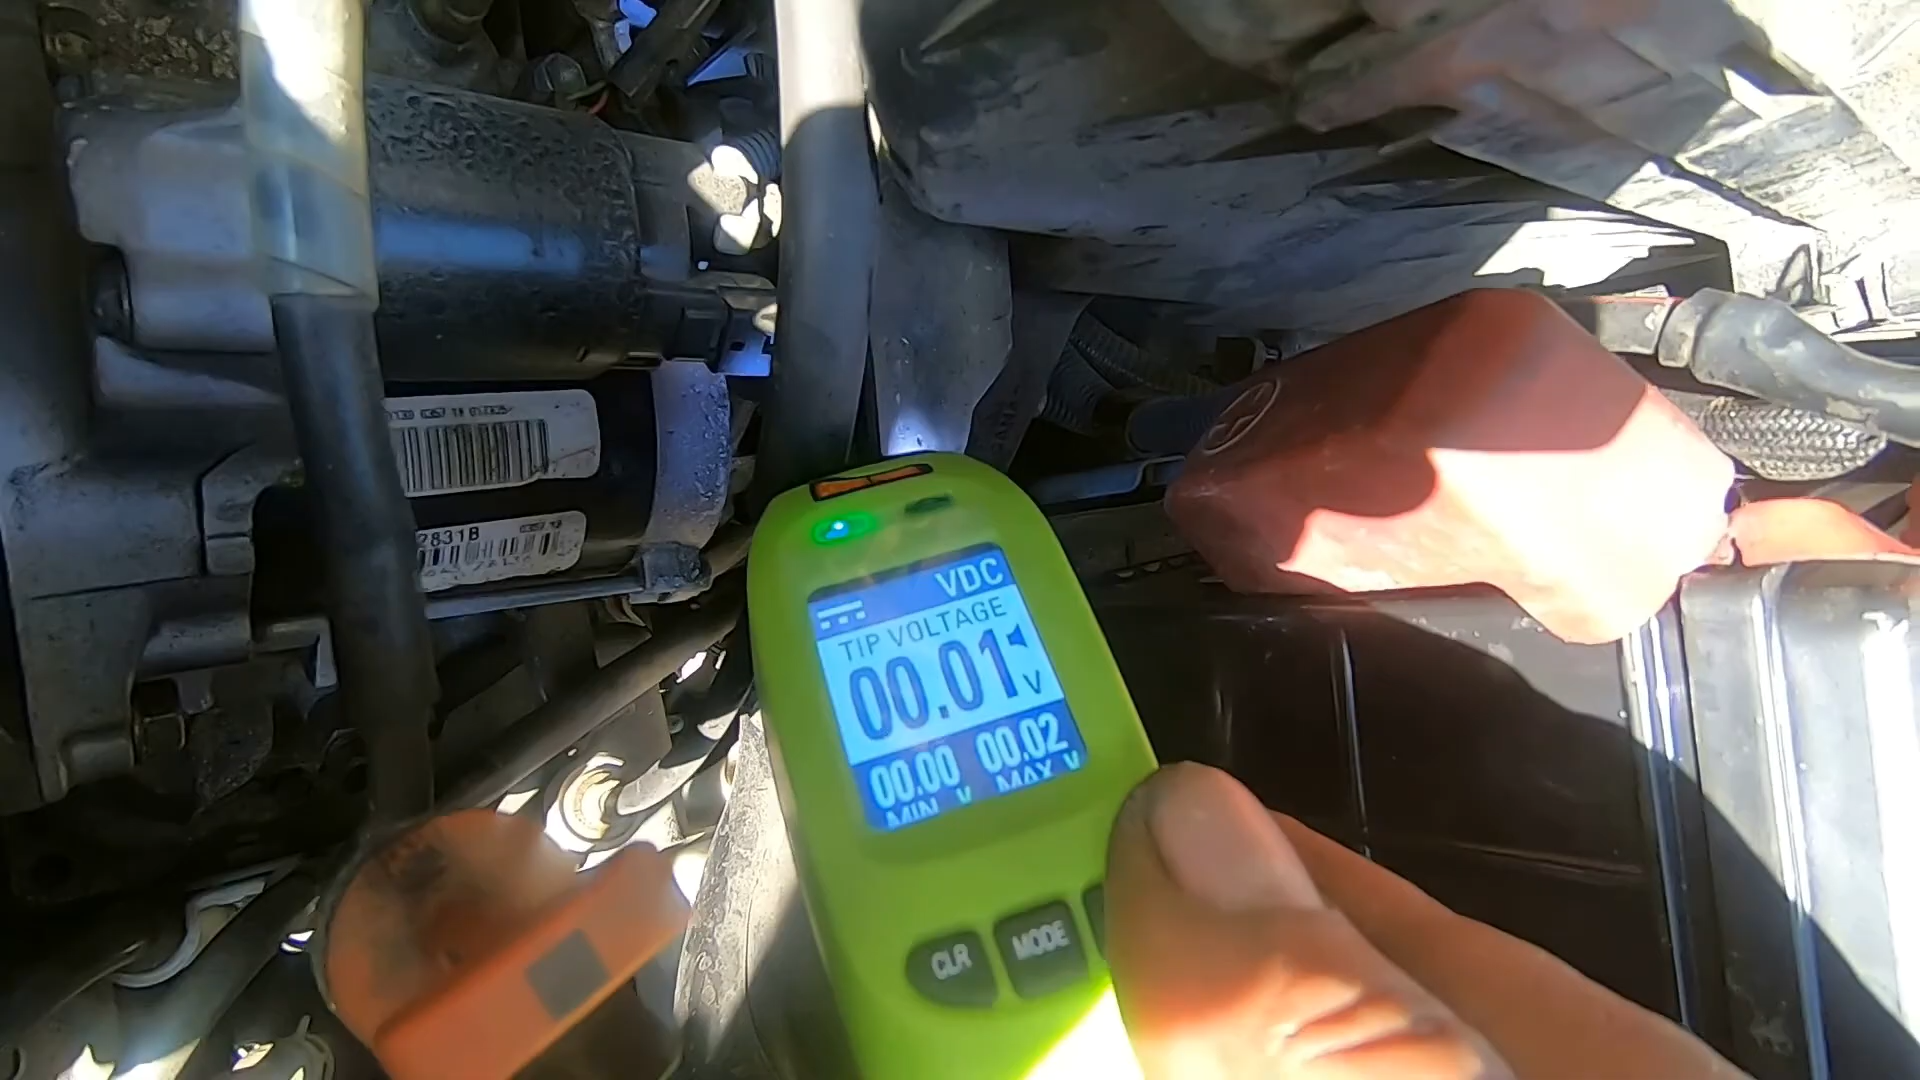 2831B
VDC
TIP VOLTAGE
00.01 V
00.00 00.02
MIN V MAX V
CLR MODE